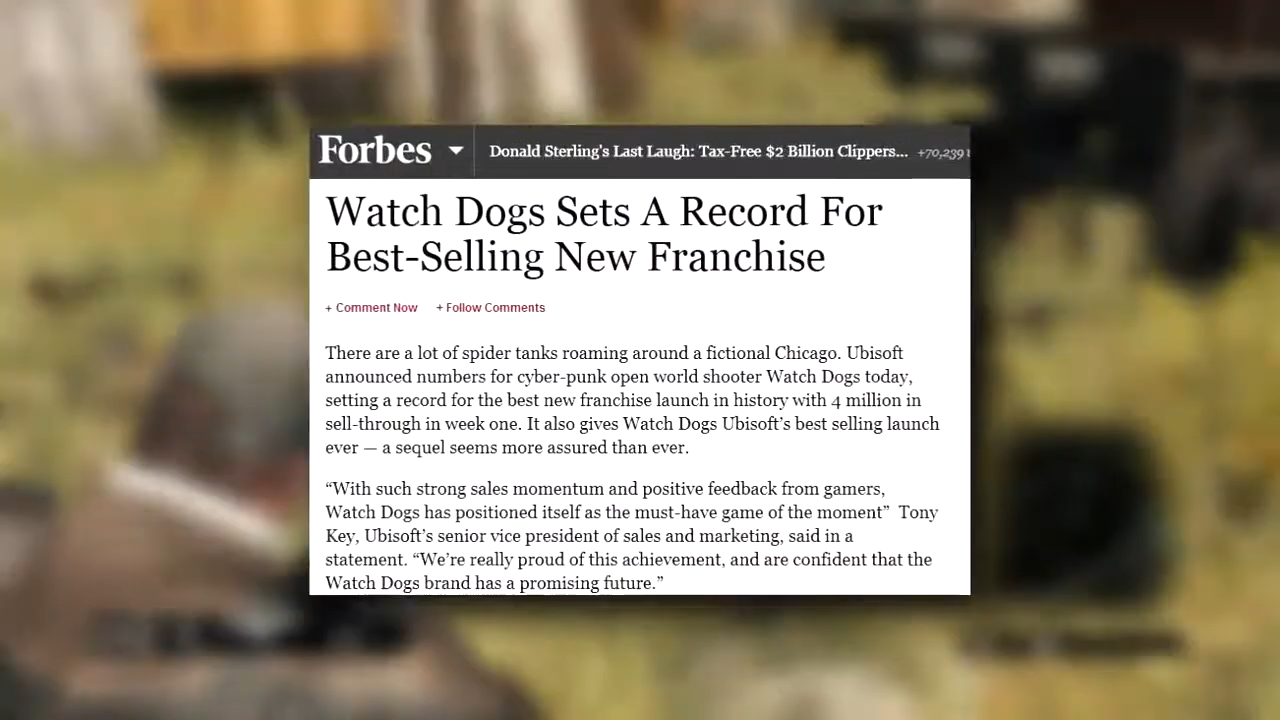 Forbes
Donald Sterling's Last Laugh: Tax-Free $2 Billion Clippers... +70,239
Watch Dogs Sets A Record For
Best-Selling New Franchise
+ Comment Now + Follow Comments
There are a lot of spider tanks roaming around a fictional Chicago. Ubisoft
announced numbers for cyber-punk open world shooter Watch Dogs today,
setting a record for the best new franchise launch in history with 4 million in
sell-through in week one. It also gives Watch Dogs Ubisoft's best selling launch
ever — a sequel seems more assured than ever.
“With such strong sales momentum and positive feedback from gamers,
Watch Dogs has positioned itself as the must-have game of the moment” Tony
Key, Ubisoft's senior vice president of sales and marketing, said in a
statement. “We're really proud of this achievement, and are confident that the
Watch Dogs brand has a promising future.”